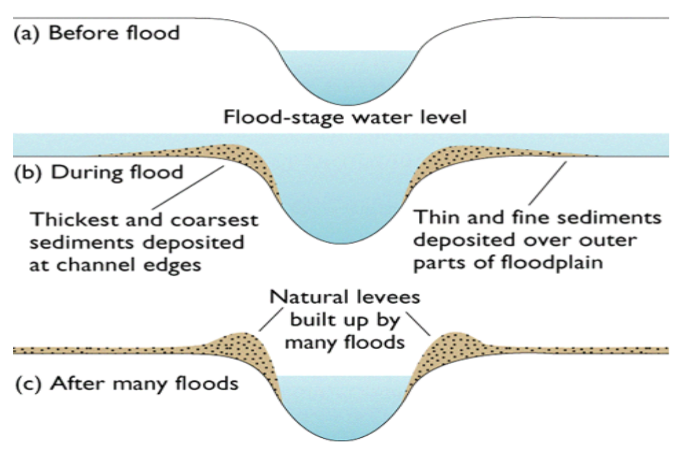 (a) Before flood
Flood-stage water level
(b) During flood
Thickest and coarsest
sediments deposited
at channel edges
Thin and fine sediments
deposited over outer
parts of floodplain
Natural levees
built up by
many floods
(c) After many floods